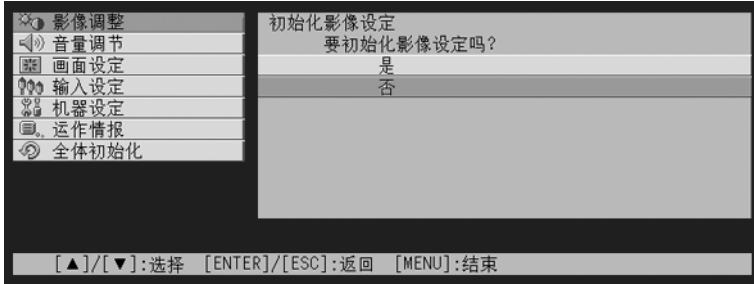 影像调整
音量调节
画面设定
输入设定
机器设定
运作情报
全体初始化
初始化影像设定
要初始化影像设定吗?
是
否
[▲]/[▼]:选择 [ENTER]/[ESC]:返回 [MENU]:结束